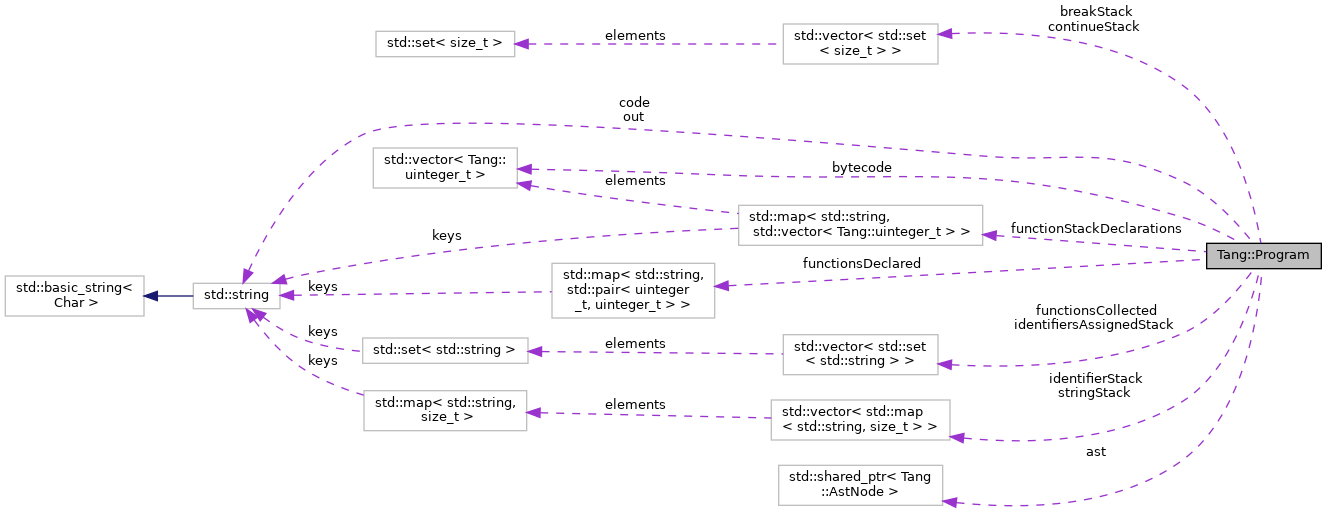 breakStack
continueStack
std::set< size_t >
elements
std::vector< std::set
< size_t > >
code
out
std::vector< Tang::
uinteger_t >
bytecode
elements
std::map< std::string,
std::vector< Tang::uinteger_t > >
functionStackDeclarations
keys
Tang::Program
functionsDeclared
std::basic_string<
Char >
std::string
keys
std::map< std::string,
std::pair< uinteger
_t, uinteger_t > >
functionsCollected
identifiersAssignedStack
keys
std::set< std::string >
elements
std::vector< std::set
< std::string > >
keys
identifierStack
stringStack
std::map< std::string,
size_t >
elements
std::vector< std::map
< std::string, size_t > >
ast
std::shared_ptr< Tang
::AstNode >